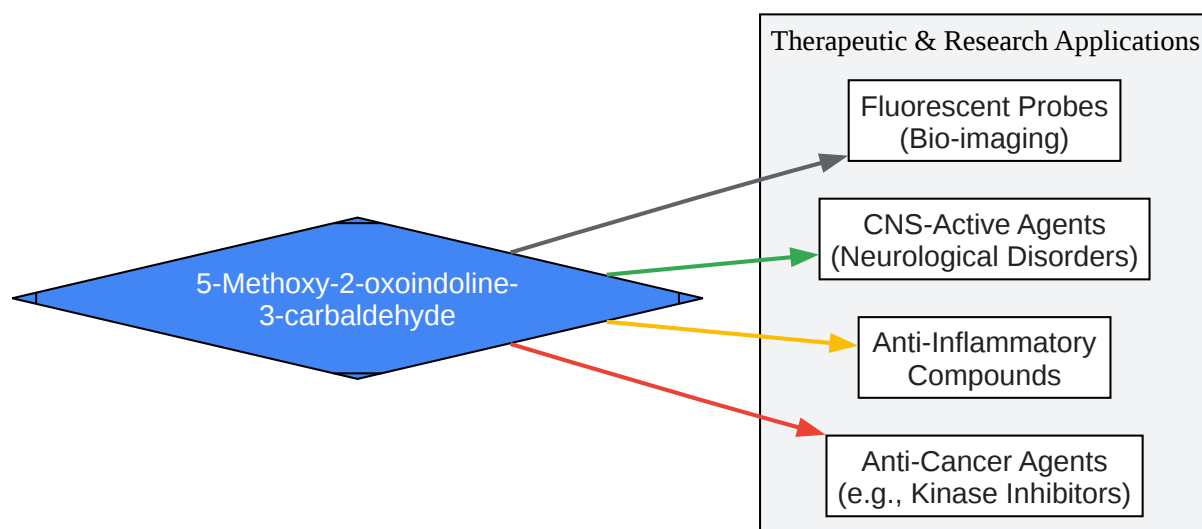 Therapeutic & Research Applications
Fluorescent Probes
(Bio-imaging)
CNS-Active Agents
(Neurological Disorders)
5-Methoxy-2-oxoindoline-
3-carbaldehyde
Anti-Inflammatory
Compounds
Anti-Cancer Agents
(e.g., Kinase Inhibitors)